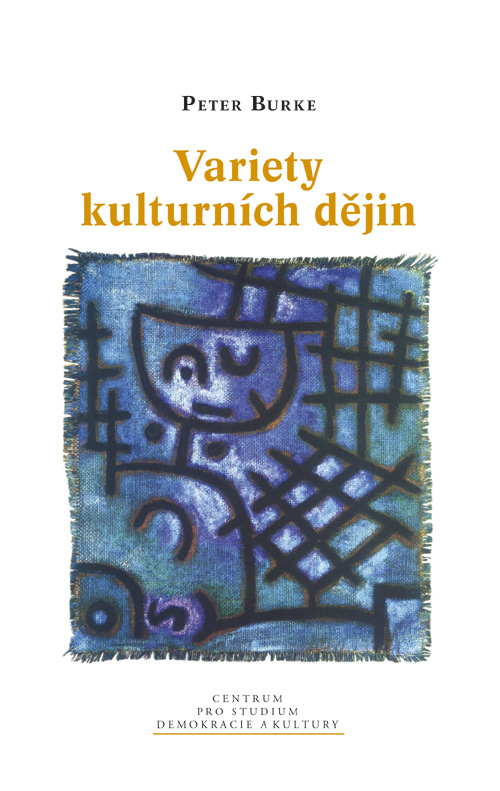 PETER BURKE
Variety
kulturních dějin
CENTRUM
PRO STUDIUM
DEMOKRACIE A KULTURY